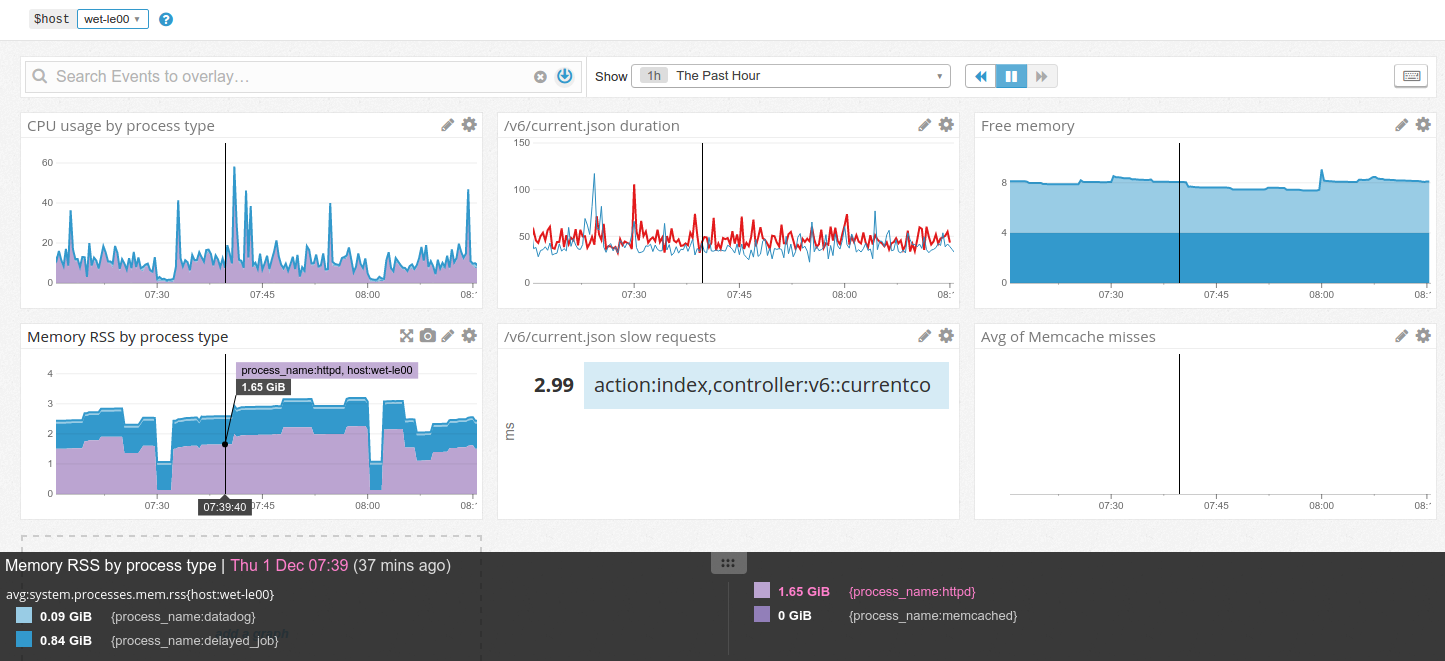 $host wet-le00 ?
Search Events to overlay…
Show 1h The Past Hour
CPU usage by process type
60
40
20
0
07:30 07:45 08:00 08:
/v6/current.json duration
150
100
50
0
07:30 07:45 08:00 08:
Free memory
8
4
0
07:30 07:45 08:00 08:
Memory RSS by process type
4
3
2
1
0
process_name:httpd, host:wet-le00
1.65 GiB
07:30 07:39:40 07:45 08:00 08:
/v6/current.json slow requests
2.99 action:index,controller:v6::currentco
ms
Avg of Memcache misses
07:30 07:45 08:00 08:
Memory RSS by process type | Thu 1 Dec 07:39 (37 mins ago)
avg:system.processes.mem.rss{host:wet-le00}
0.09 GiB {process_name:datadog}
add a graph
0.84 GiB {process_name:delayed_job}
1.65 GiB {process_name:httpd}
0 GiB {process_name:memcached}